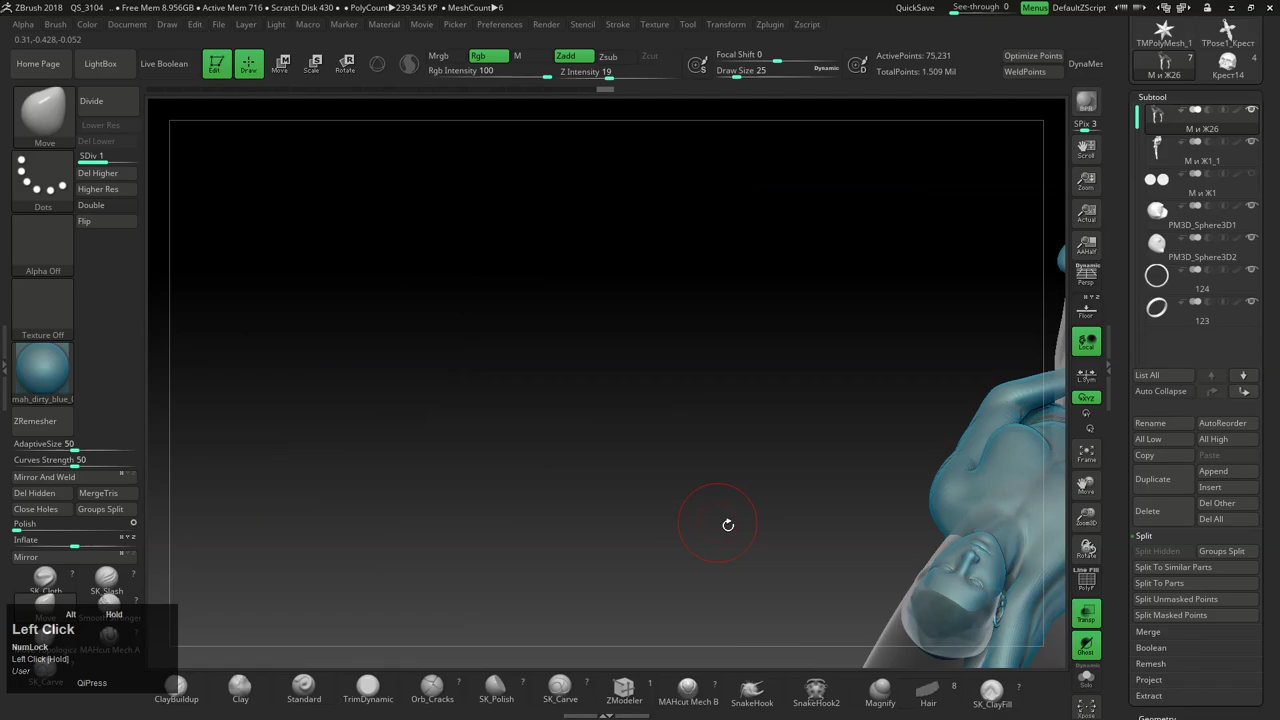 ZBrush 2018
QS_3104
• Free Mem 8.956GB • Active Mem 716 • Scratch Disk 430 •
PolyCount▶239.345 KP • MeshCount▶6
QuickSave
See-through 0
Menus
DefaultZScript
Alpha Brush Color Document Draw Edit File Layer Light Macro Marker Material Movie Picker Preferences Render Stencil Stroke Texture Tool Transform Zplugin Zscript
0.31,-0.428,-0.052
Home Page
LightBox
Live Boolean
Edit
Draw
Move
Scale
Rotate
Mrgb
Rgb
M
Rgb Intensity 100
Zadd
Zsub
Zcut
Z Intensity 19
Focal Shift 0
Draw Size 25
Dynamic
ActivePoints: 75,231
TotalPoints: 1.509 Mil
Optimize Points
WeldPoints
DynaMes
Move
Dots
Alpha Off
Texture Off
Divide
Lower Res
Del Lower
SDiv 1
Del Higher
Higher Res
Double
Flip
ZRemesher
AdaptiveSize 50
Curves Strength 50
Mirror And Weld
Del Hidden
MergeTris
Close Holes
Groups Split
Polish
Inflate
Mirror
SK_Cloth
SK_Slash
Alt
Hold
Left Click
NumLock
Left Click [Hold]
User
QiPress
ClayBuildup
Clay
Standard
TrimDynamic
Orb_Cracks
SK_Polish
SK_Carve
ZModeler
MAHcut Mech B
SnakeHook
SnakeHook2
Magnify
Hair
SK_ClayFill
BPR
SPix 3
Scroll
Zoom
Actual
AAHalf
Dynamic
Persp
Floor
Local
L.Sym
XYZ
Frame
Move
Zoom3D
Rotate
Line Fill
PolyF
Transp
Ghost
Dynamic
Solo
Xpose
TMPolyMesh_1
TPose1_Крест
М и Ж26
7
Крест14
4
Subtool
М и Ж26
М и Ж1_1
М и Ж1
PM3D_Sphere3D1
PM3D_Sphere3D2
124
123
List All
Auto Collapse
Rename
AutoReorder
All Low
All High
Copy
Paste
Duplicate
Append
Insert
Delete
Del Other
Del All
Split
Split Hidden
Groups Split
Split To Similar Parts
Split To Parts
Split Unmasked Points
Split Masked Points
Merge
Boolean
Remesh
Project
Extract